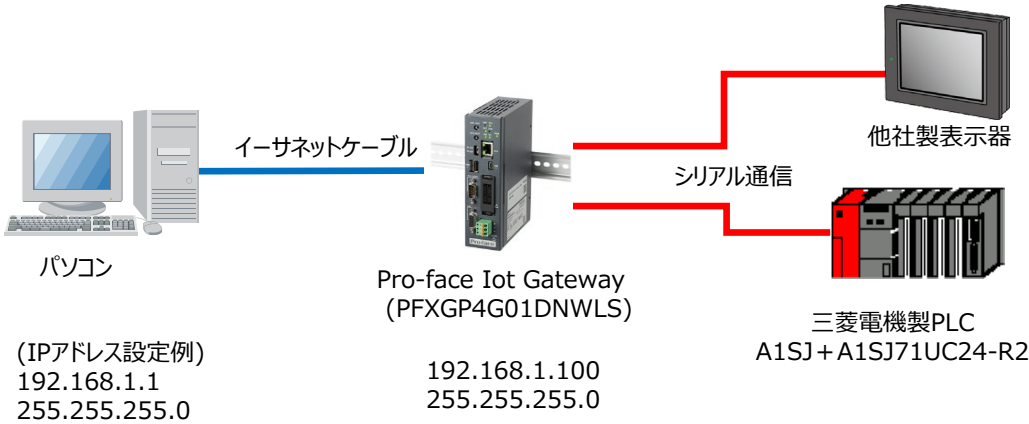 イーサネットケーブル
他社製表示器
シリアル通信
パソコン
Pro-face
Pro-face Iot Gateway
(PFXGP4G01DNWLS)
三菱電機製PLC
A1SJ＋A1SJ71UC24-R2
(IPアドレス設定例)
192.168.1.1
255.255.255.0
192.168.1.100
255.255.255.0